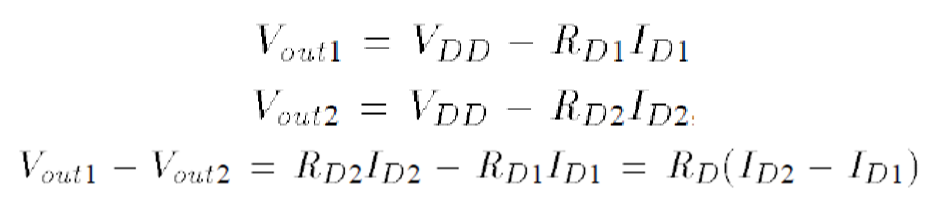 V_{out1} = V_{DD} − R_{D1}I_{D1}
V_{out2} = V_{DD} − R_{D2}I_{D2}:
V_{out1} − V_{out2} = R_{D2}I_{D2} − R_{D1}I_{D1} = R_D(I_{D2} − I_{D1})